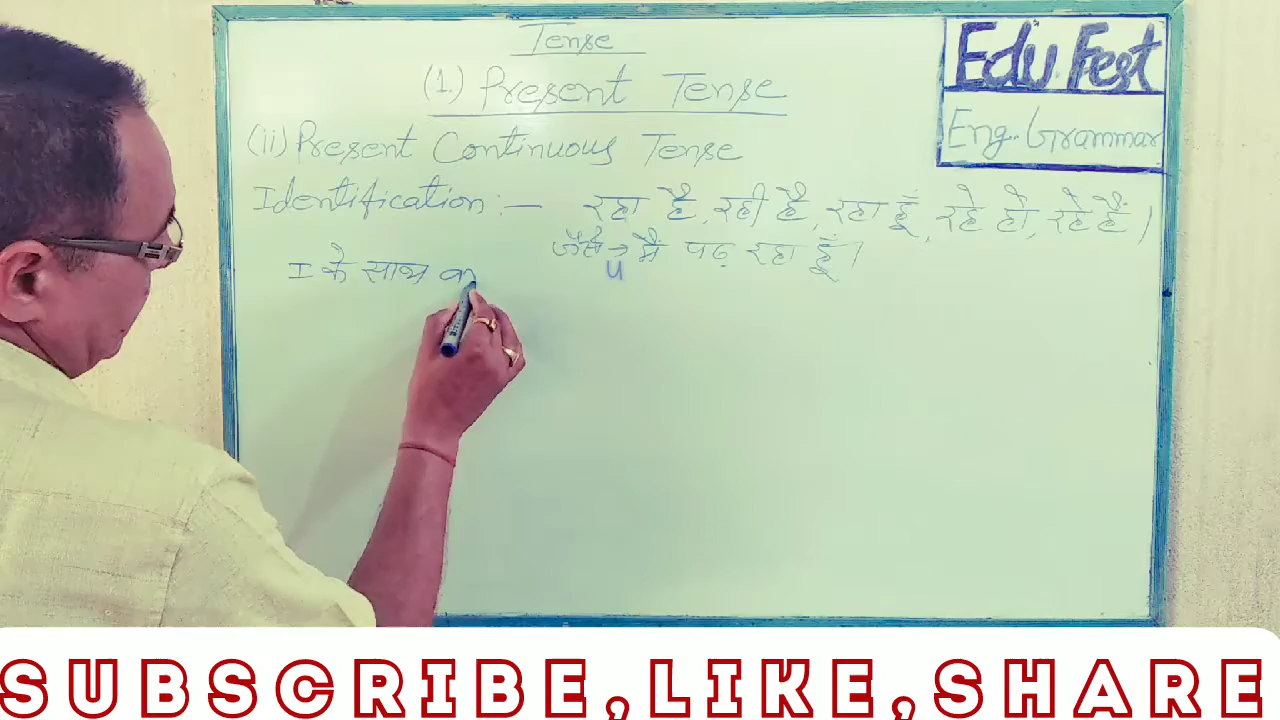 Tense
(1.) Present Tense
Edu Fest
Eng. Grammar
(ii) Present Continuous Tense
Identification :- रहा है, रही है, रहा हूँ, रहे हो, रहे हैं।
जैसे → मैं पढ़ रहा हूँ।
I के साथ am
SUBSCRIBE,LIKE,SHARE